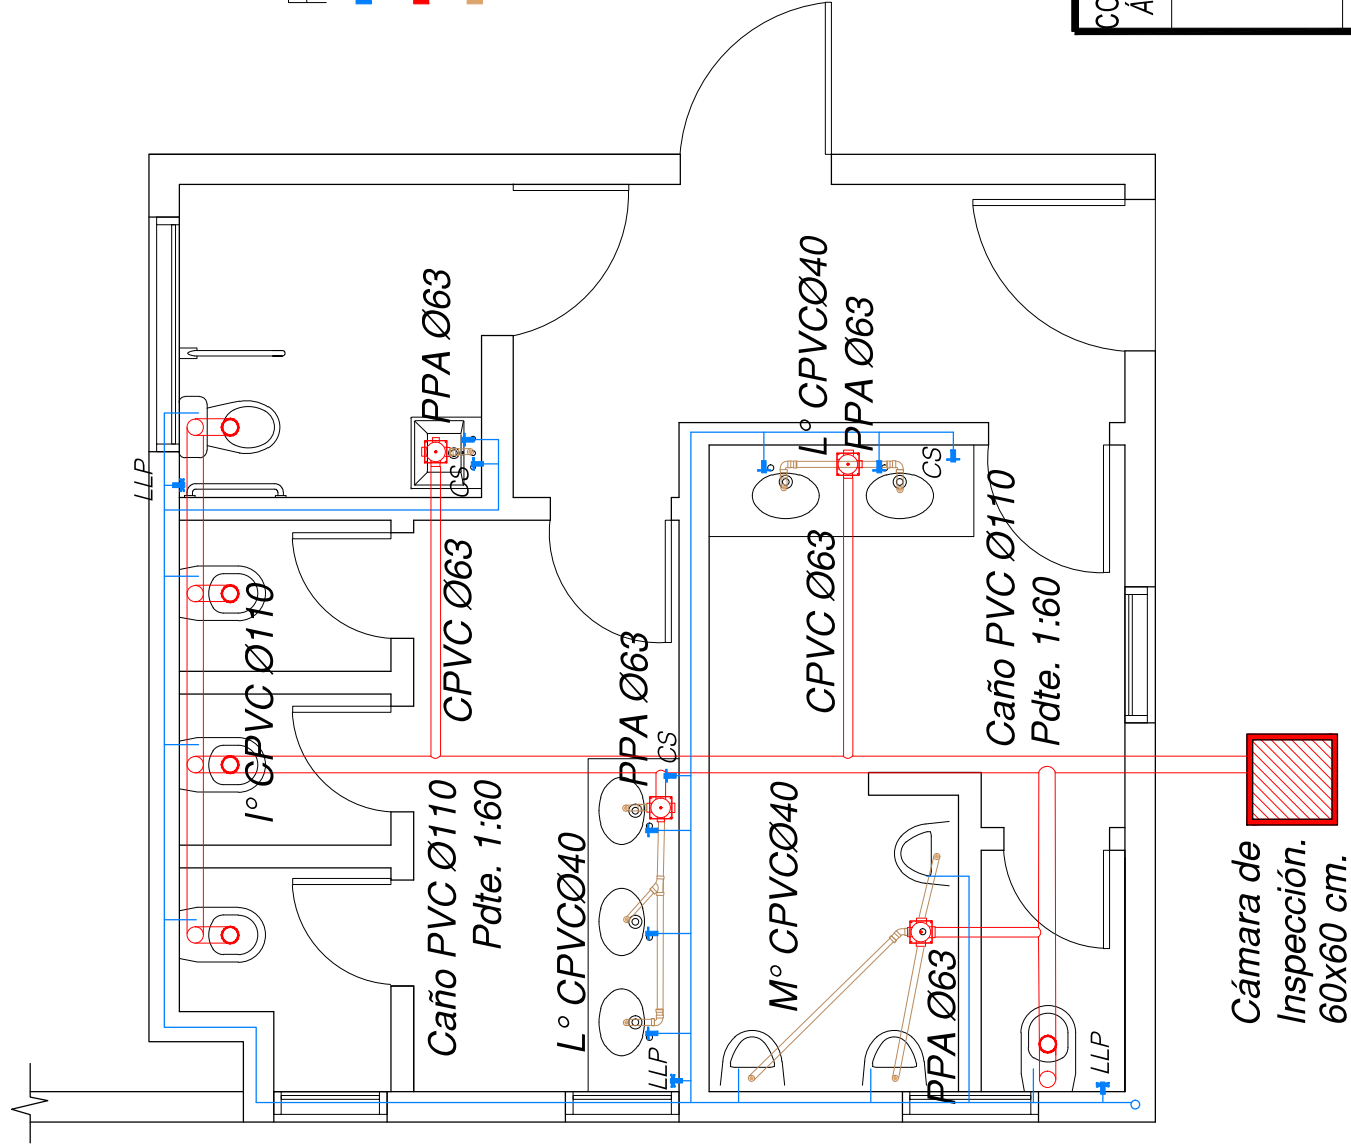 CO
Á
PPA Ø63
LLP
CS
L° CPVCØ40
PPA Ø63
CS
I° CPVC Ø110
CPVC Ø63
CPVC Ø63
Caño PVC Ø110
Pdte. 1:60
PPA Ø63
CS
Caño PVC Ø110
Pdte. 1:60
L° CPVCØ40
M° CPVCØ40
PPA Ø63
LLP
LLP
Cámara de
Inspección.
60x60 cm.